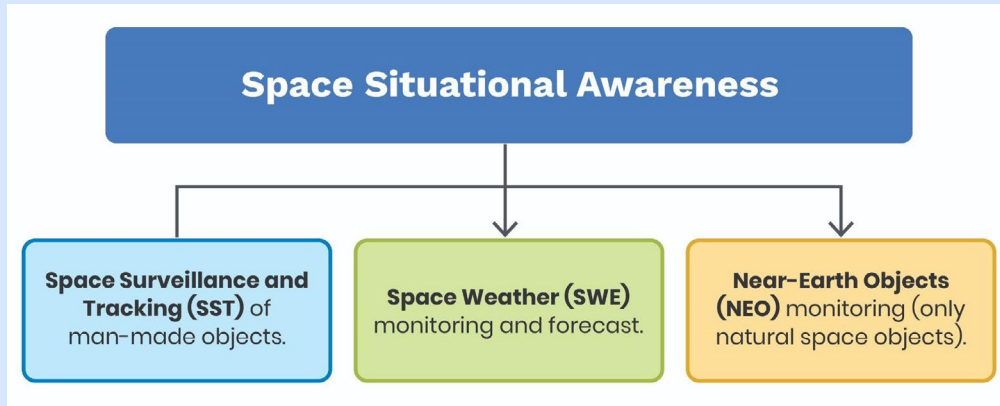 Space Situational Awareness
Space Surveillance and
Tracking (SST) of
man-made objects.
Space Weather (SWE)
monitoring and forecast.
Near-Earth Objects
(NEO) monitoring (only
natural space objects).